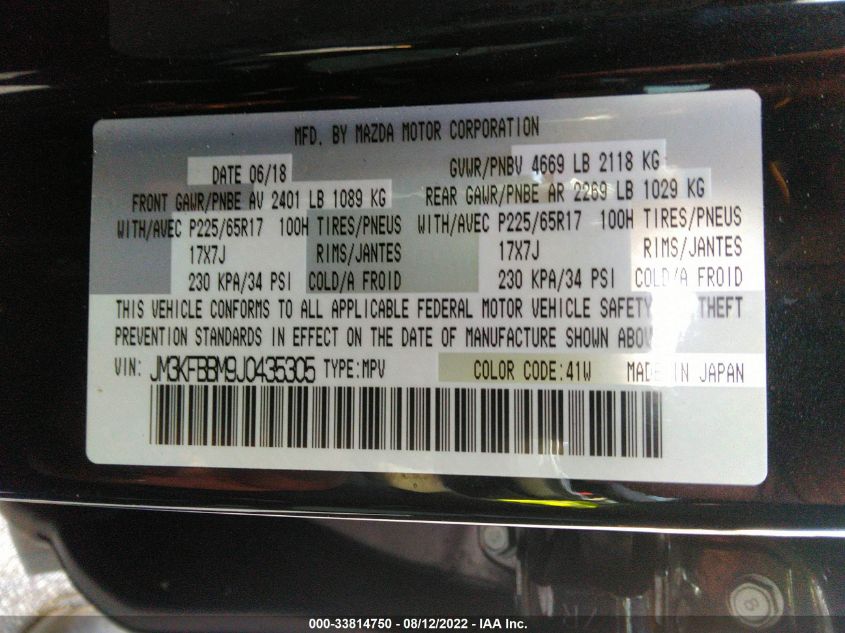 MFD. BY MAZDA MOTOR CORPORATION
DATE 06/18 GVWR/PNBV 4669 LB 2118 KG
FRONT GAWR/PNBE AV 2401 LB 1089 KG REAR GAWR/PNBE AR 2269 LB 1029 KG
WITH/AVEC P225/65R17 100H TIRES/PNEUS WITH/AVEC P225/65R17 100H TIRES/PNEUS
17X7J RIMS/JANTES 17X7J RIMS/JANTES
230 KPA/34 PSI COLD/A FROID 230 KPA/34 PSI COLD/A FROID
THIS VEHICLE CONFORMS TO ALL APPLICABLE FEDERAL MOTOR VEHICLE SAFETY THEFT
PREVENTION STANDARDS IN EFFECT ON THE DATE OF MANUFACTURE SHOWN ABOVE
VIN: JM3KFBBM9J0435305 TYPE:MPV COLOR CODE:41W MADE IN JAPAN
000-33814750 - 08/12/2022 - IAA Inc.